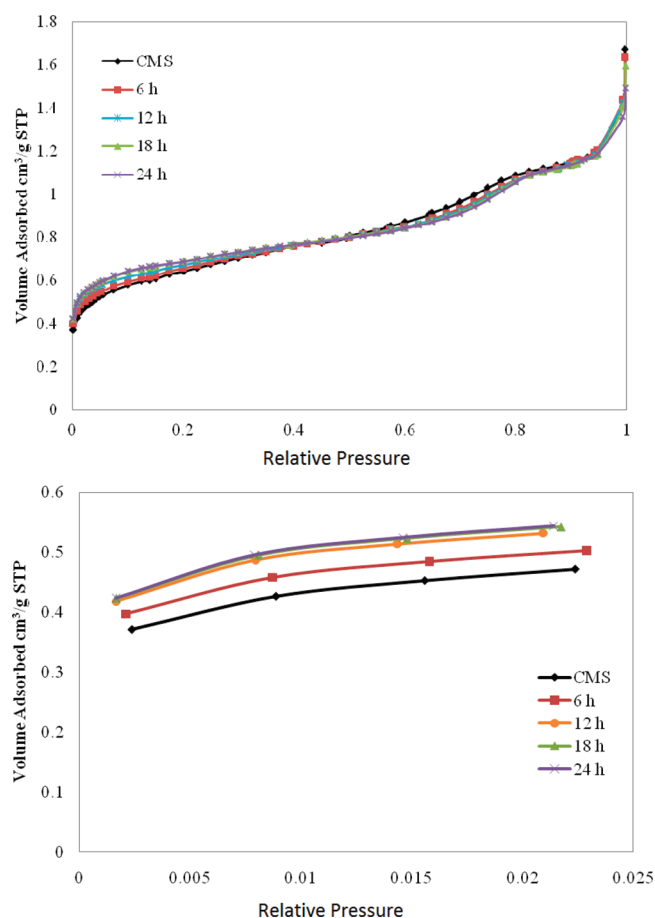 1.8
1.6
1.4
1.2
1
0.8
0.6
0.4
0.2
0
Volume Adsorbed cm³/g STP
CMS
6 h
12 h
18 h
24 h
0 0.2 0.4 0.6 0.8 1
Relative Pressure
0.6
0.5
0.4
0.3
0.2
0.1
0
Volume Adsorbed cm³/g STP
CMS
6 h
12 h
18 h
24 h
0 0.005 0.01 0.015 0.02 0.025
Relative Pressure